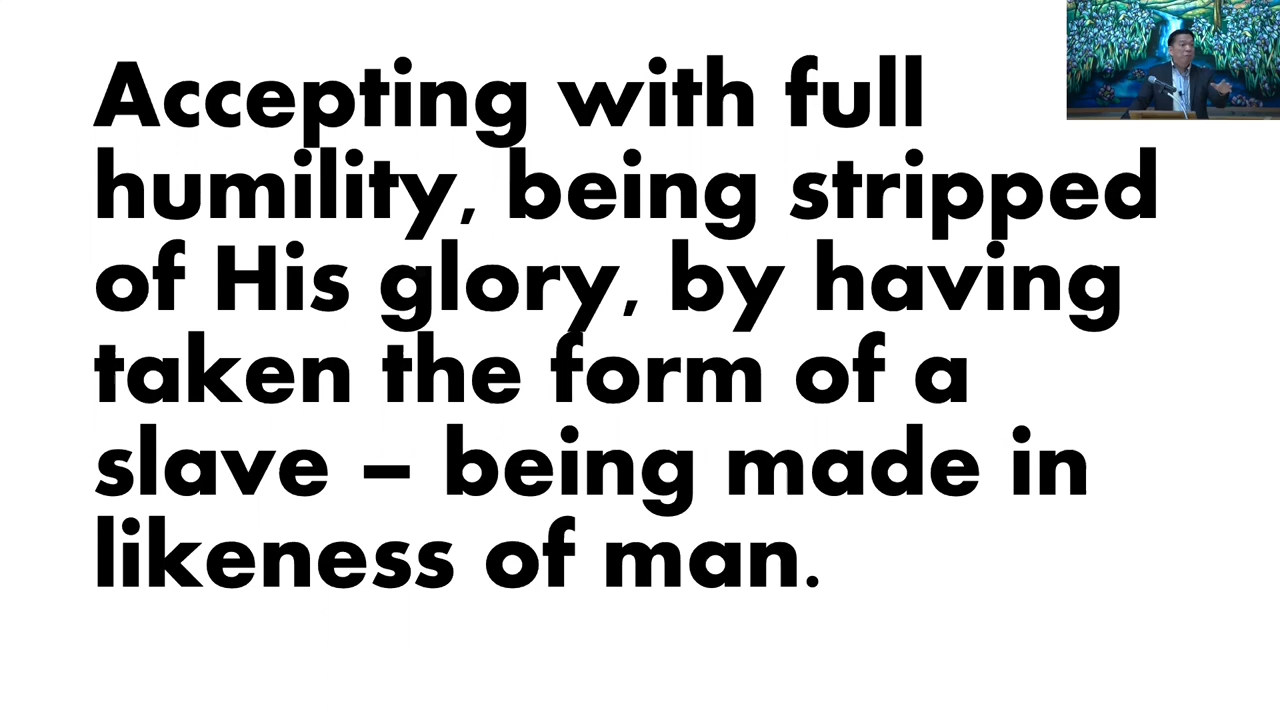 Accepting with full
humility, being stripped
of His glory, by having
taken the form of a
slave – being made in
likeness of man.